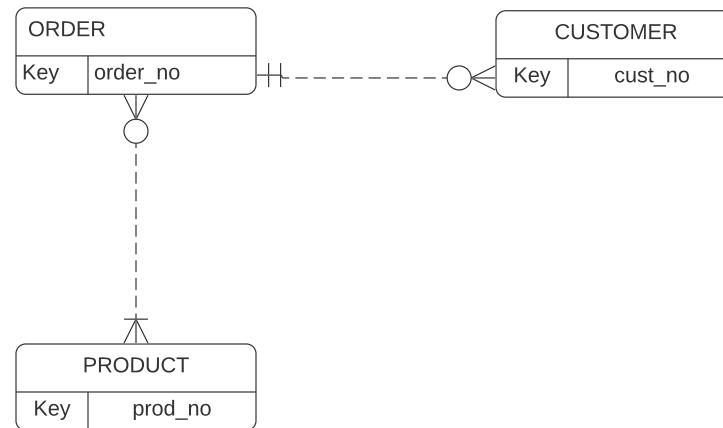 ORDER
Key order_no
CUSTOMER
Key cust_no
PRODUCT
Key prod_no